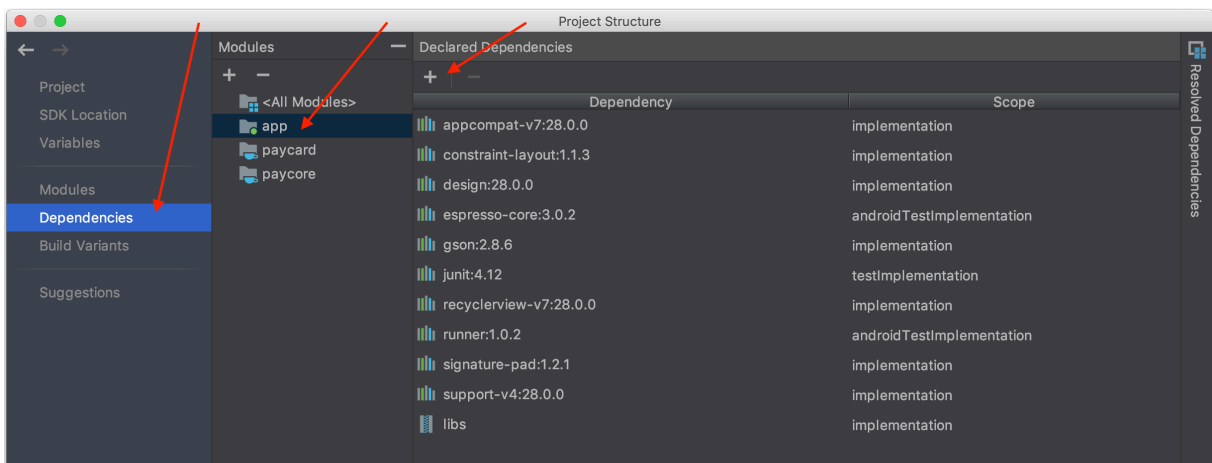 Project Structure
Project
SDK Location
Variables
Modules
Dependencies
Build Variants
Suggestions
Modules
<All Modules>
app
paycard
paycore
Declared Dependencies
Dependency Scope
appcompat-v7:28.0.0 implementation
constraint-layout:1.1.3 implementation
design:28.0.0 implementation
espresso-core:3.0.2 androidTestImplementation
gson:2.8.6 implementation
junit:4.12 testImplementation
recyclerview-v7:28.0.0 implementation
runner:1.0.2 androidTestImplementation
signature-pad:1.2.1 implementation
support-v4:28.0.0 implementation
libs implementation
Resolved Dependencies